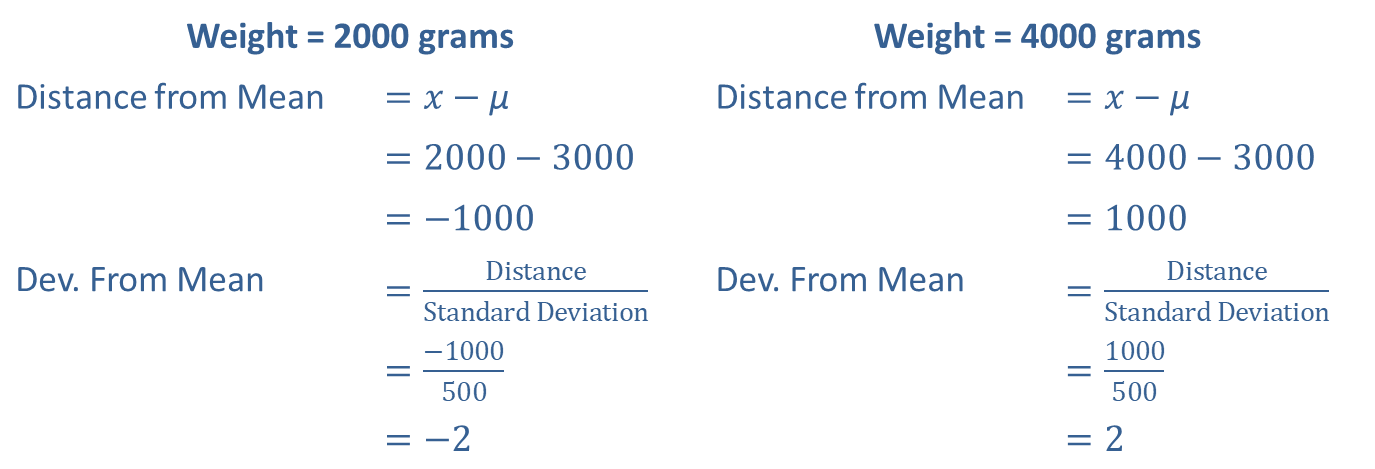 Weight = 2000 grams
Distance from Mean = x − μ
= 2000 − 3000
= −1000
Dev. From Mean = Distance
Standard Deviation
= −1000
500
= −2
Weight = 4000 grams
Distance from Mean = x − μ
= 4000 − 3000
= 1000
Dev. From Mean = Distance
Standard Deviation
= 1000
500
= 2